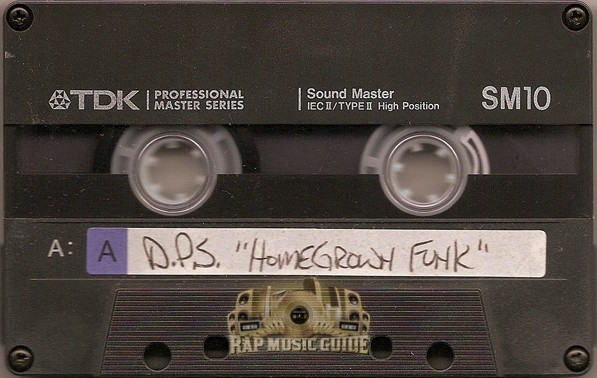 TDK PROFESSIONAL MASTER SERIES
Sound Master
IEC II/TYPE II High Position
SM10
A: A D.P.S. "HOMEGROWN FUNK"
RAP MUSIC GUIDE